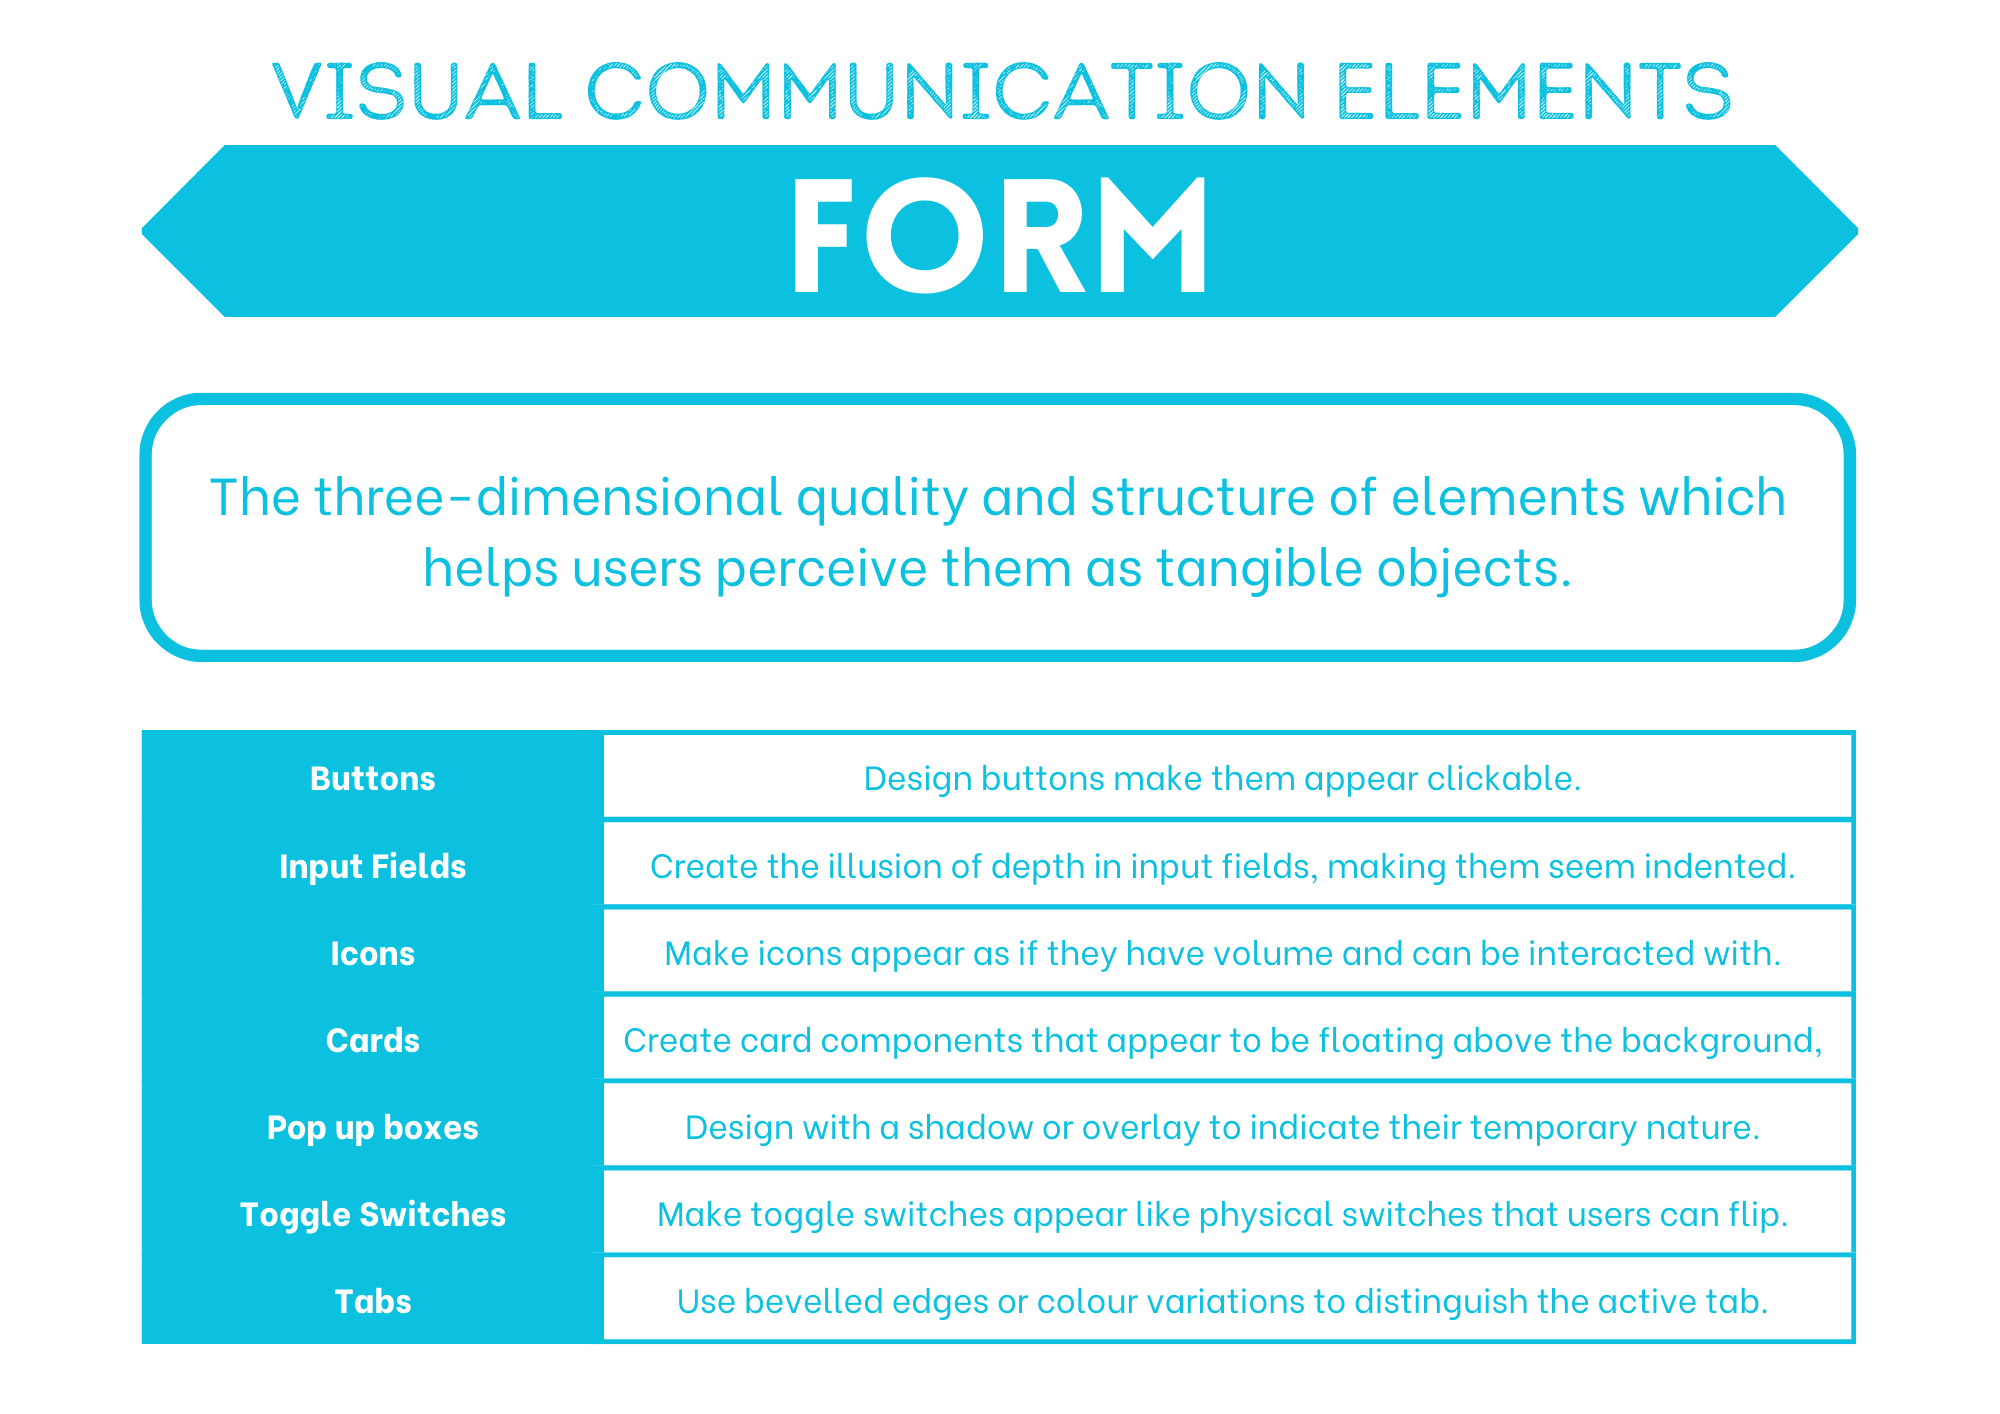 VISUAL COMMUNICATION ELEMENTS
FORM
The three-dimensional quality and structure of elements which
helps users perceive them as tangible objects.
Buttons
Design buttons make them appear clickable.
Input Fields
Create the illusion of depth in input fields, making them seem indented.
Icons
Make icons appear as if they have volume and can be interacted with.
Cards
Create card components that appear to be floating above the background,
Pop up boxes
Design with a shadow or overlay to indicate their temporary nature.
Toggle Switches
Make toggle switches appear like physical switches that users can flip.
Tabs
Use bevelled edges or colour variations to distinguish the active tab.